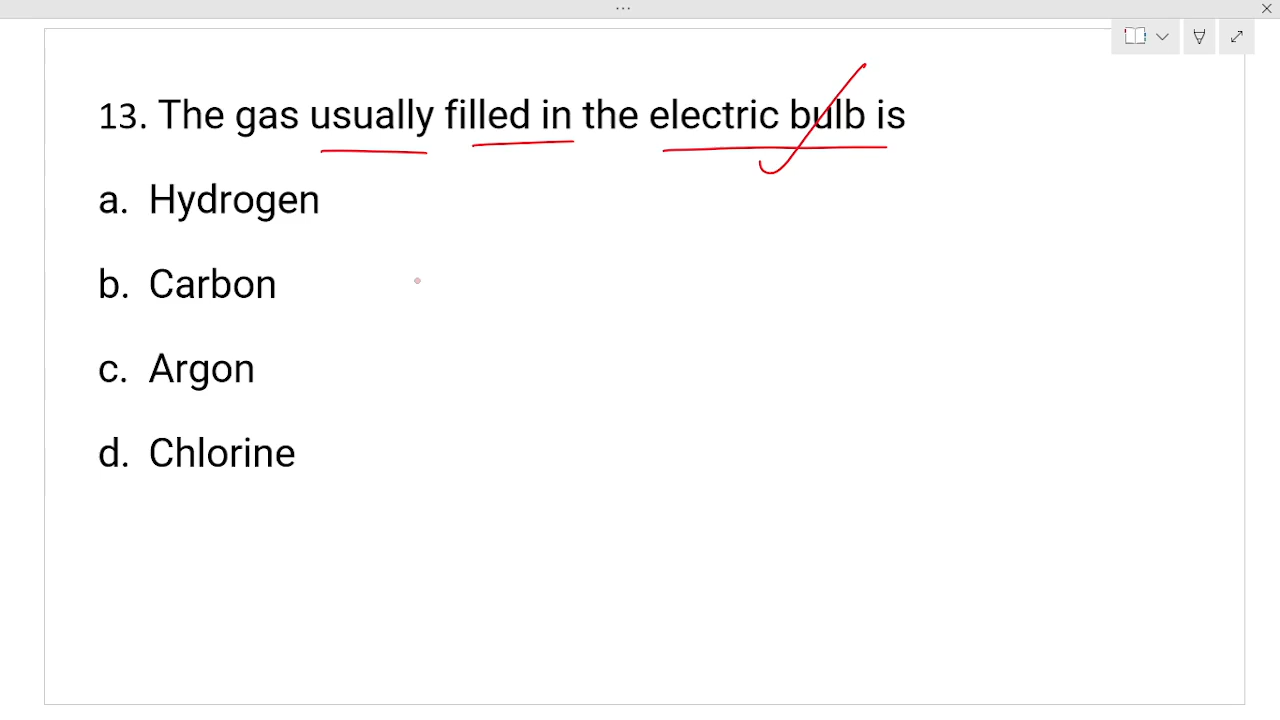 13. The gas usually filled in the electric bulb is
a. Hydrogen
b. Carbon
c. Argon
d. Chlorine